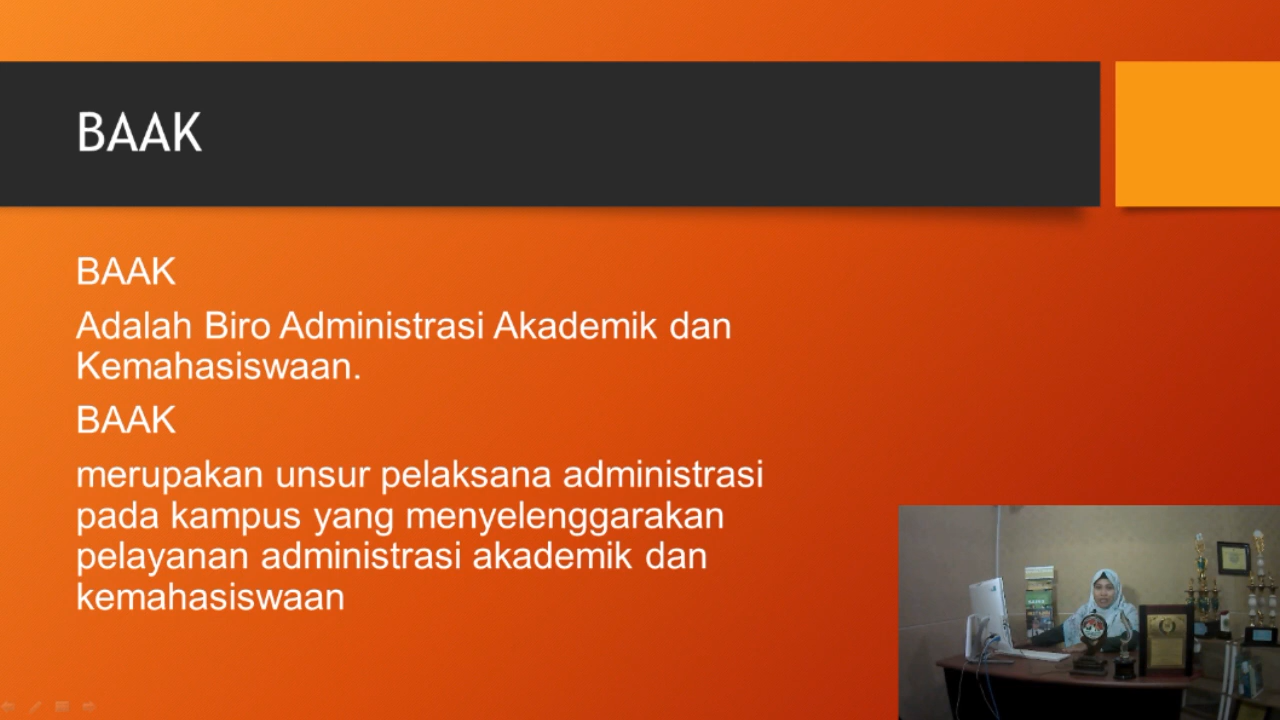 BAAK
BAAK
Adalah Biro Administrasi Akademik dan
Kemahasiswaan.
BAAK
merupakan unsur pelaksana administrasi
pada kampus yang menyelenggarakan
pelayanan administrasi akademik dan
kemahasiswaan